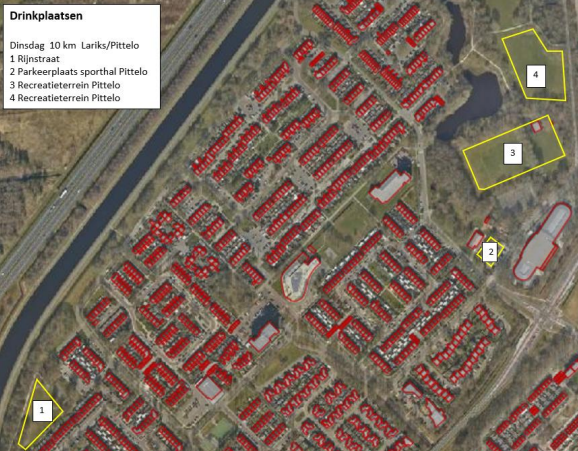 Drinkplaatsen
Dinsdag 10 km Lariks/Pittelo
1 Rijnstraat
2 Parkeerplaats sporthal Pittelo
3 Recreatieterrein Pittelo
4 Recreatieterrein Pittelo
4
3
2
1